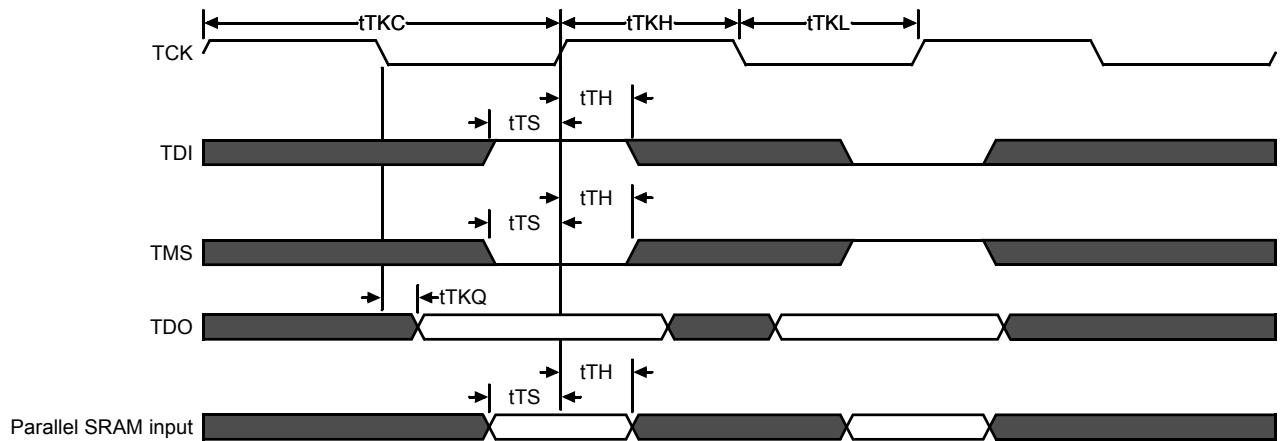 tTKC tTKH tTKL
TCK
tTH
tTS
TDI
tTH
tTS
TMS
tTKQ
TDO
tTH
tTS
Parallel SRAM input